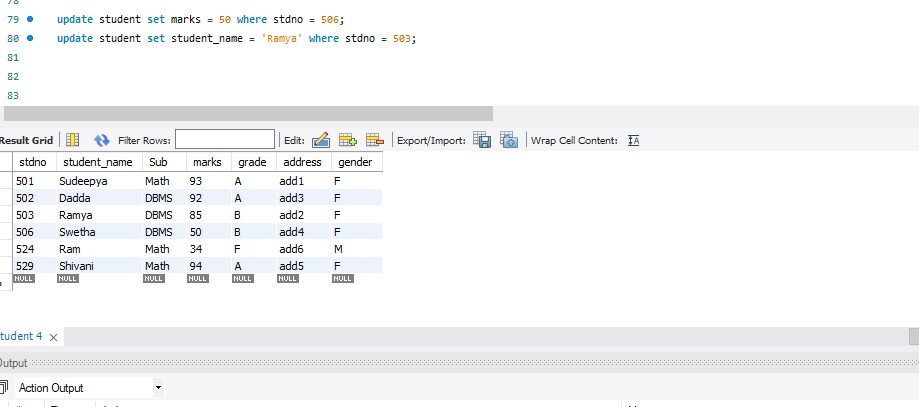 79 update student set marks = 50 where stdno = 506;
80 update student set student_name = 'Ramya' where stdno = 503;
81
82
83
Result Grid Filter Rows: Edit: Export/Import: Wrap Cell Content:
stdno student_name Sub marks grade address gender
501 Sudeepya Math 93 A add1 F
502 Dadda DBMS 92 A add3 F
503 Ramya DBMS 85 B add2 F
506 Swetha DBMS 50 B add4 F
524 Ram Math 34 F add6 M
529 Shivani Math 94 A add5 F
NULL NULL NULL NULL NULL NULL NULL
tudent 4
Output
Action Output